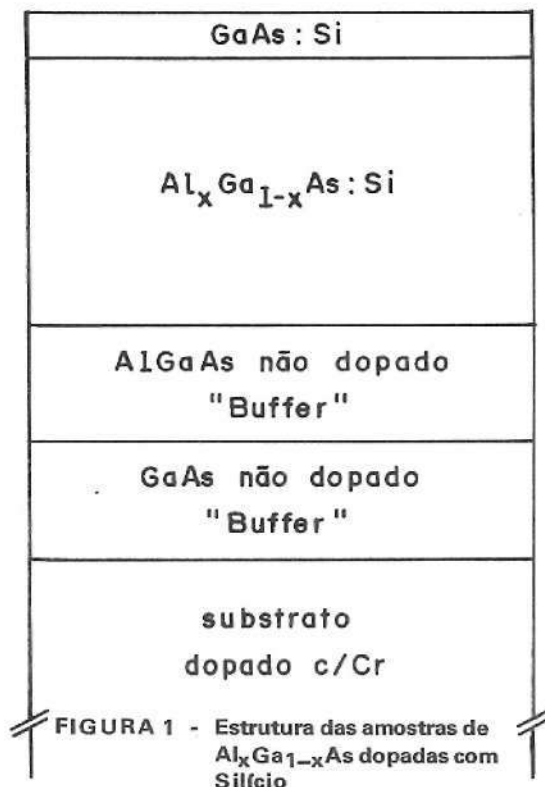 GaAs : Si
AlxGa1-xAs : Si
AlGaAs não dopado
"Buffer"
GaAs não dopado
"Buffer"
substrato
dopado c/Cr
FIGURA 1 - Estrutura das amostras de
AlxGa1–xAs dopadas com
Silício